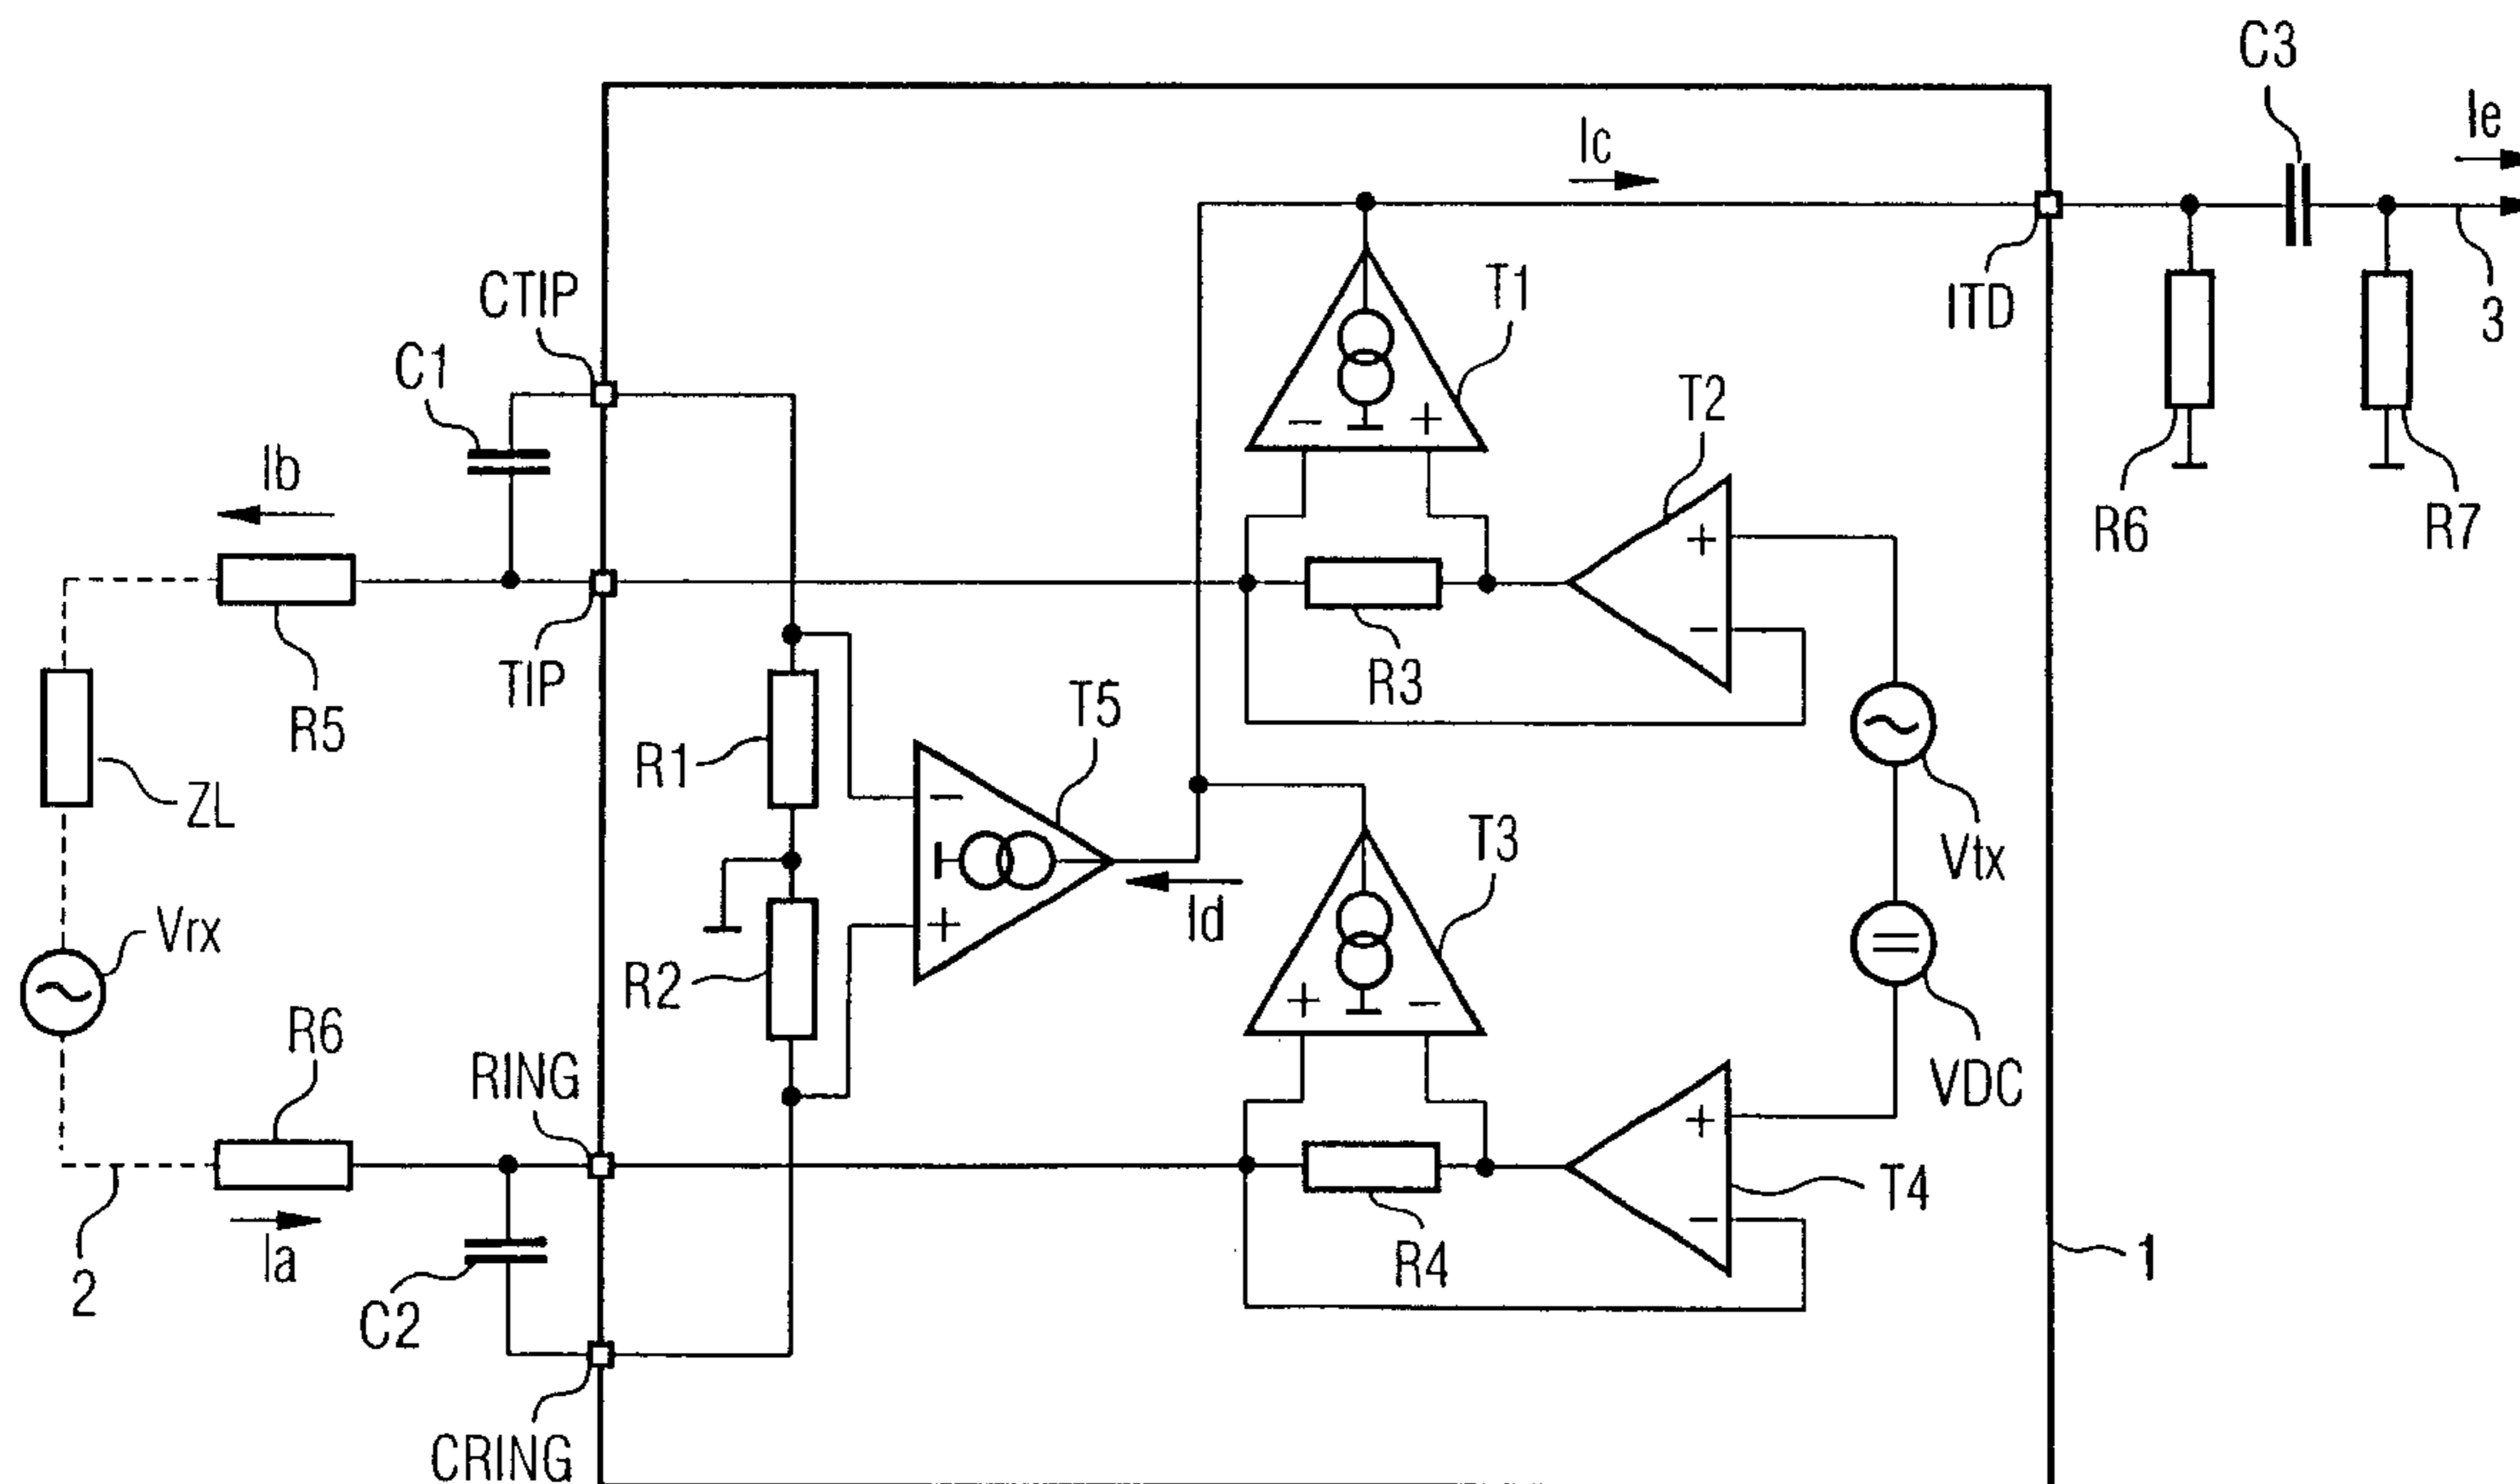 C3
Ie
Ic
CTIP
T1
ITD
3
C1
T2
Ib
− +
R6
R7
+
TIP
R3
−
R5
T5
R1
ZL
−
T3
Vtx
Vrx
+
Id
R2
R6
+ −
RING
VDC
+
T4
Ia
−
R4
1
2
C2
CRING